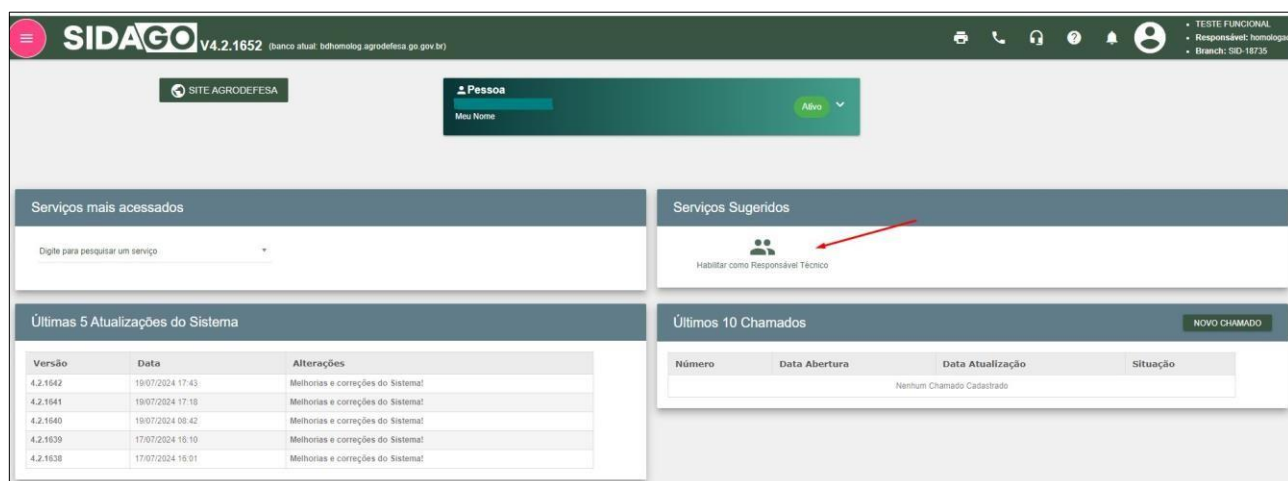 SIDAGO V4.2.1652 (banco atual: bdhomolog.agrodefesa.go.gov.br)
TESTE FUNCIONAL
Responsável: homologac
Branch: SID-18735
SITE AGRODEFESA
Pessoa
Meu Nome
Ativo
Serviços mais acessados
Digite para pesquisar um serviço
Serviços Sugeridos
Habilitar como Responsável Técnico
Últimas 5 Atualizações do Sistema
Versão Data Alterações
4.2.1642 19/07/2024 17:43 Melhorias e correções do Sistema!
4.2.1641 19/07/2024 17:18 Melhorias e correções do Sistema!
4.2.1640 19/07/2024 08:42 Melhorias e correções do Sistema!
4.2.1639 17/07/2024 16:10 Melhorias e correções do Sistema!
4.2.1638 17/07/2024 16:01 Melhorias e correções do Sistema!
Últimos 10 Chamados
NOVO CHAMADO
Número Data Abertura Data Atualização Situação
Nenhum Chamado Cadastrado